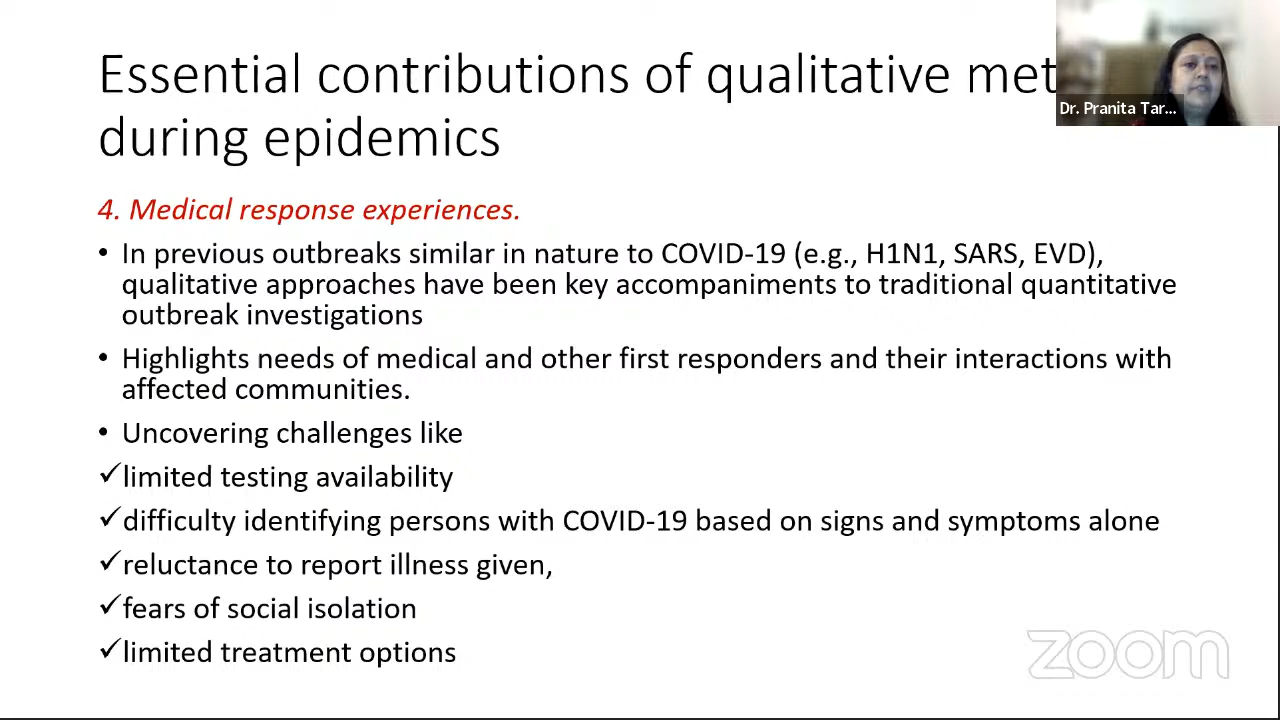 Essential contributions of qualitative met
during epidemics
Dr. Pranita Tar...
4. Medical response experiences.
• In previous outbreaks similar in nature to COVID-19 (e.g., H1N1, SARS, EVD),
qualitative approaches have been key accompaniments to traditional quantitative
outbreak investigations
• Highlights needs of medical and other first responders and their interactions with
affected communities.
• Uncovering challenges like
✓limited testing availability
✓difficulty identifying persons with COVID-19 based on signs and symptoms alone
✓reluctance to report illness given,
✓fears of social isolation
✓limited treatment options
zoom